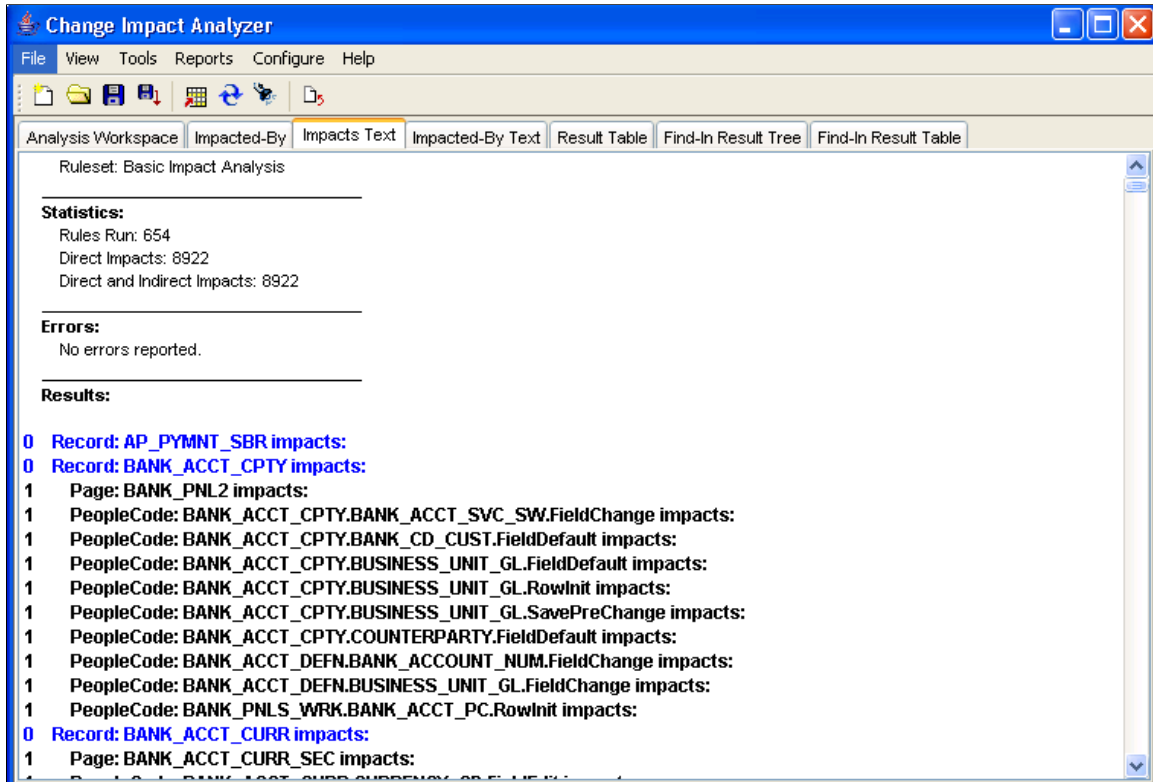 Change Impact Analyzer
File View Tools Reports Configure Help
Analysis Workspace Impacted-By Impacts Text Impacted-By Text Result Table Find-In Result Tree Find-In Result Table
Ruleset: Basic Impact Analysis
Statistics:
Rules Run: 654
Direct Impacts: 8922
Direct and Indirect Impacts: 8922
Errors:
No errors reported.
Results:
0 Record: AP_PYMNT_SBR impacts:
0 Record: BANK_ACCT_CPTY impacts:
1 Page: BANK_PNL2 impacts:
1 PeopleCode: BANK_ACCT_CPTY.BANK_ACCT_SVC_SW.FieldChange impacts:
1 PeopleCode: BANK_ACCT_CPTY.BANK_CD_CUST.FieldDefault impacts:
1 PeopleCode: BANK_ACCT_CPTY.BUSINESS_UNIT_GL.FieldDefault impacts:
1 PeopleCode: BANK_ACCT_CPTY.BUSINESS_UNIT_GL.RowInit impacts:
1 PeopleCode: BANK_ACCT_CPTY.BUSINESS_UNIT_GL.SavePreChange impacts:
1 PeopleCode: BANK_ACCT_CPTY.COUNTERPARTY.FieldDefault impacts:
1 PeopleCode: BANK_ACCT_DEFN.BANK_ACCOUNT_NUM.FieldChange impacts:
1 PeopleCode: BANK_ACCT_DEFN.BUSINESS_UNIT_GL.FieldChange impacts:
1 PeopleCode: BANK_PNLS_WRK.BANK_ACCT_PC.RowInit impacts:
0 Record: BANK_ACCT_CURR impacts:
1 Page: BANK_ACCT_CURR_SEC impacts: